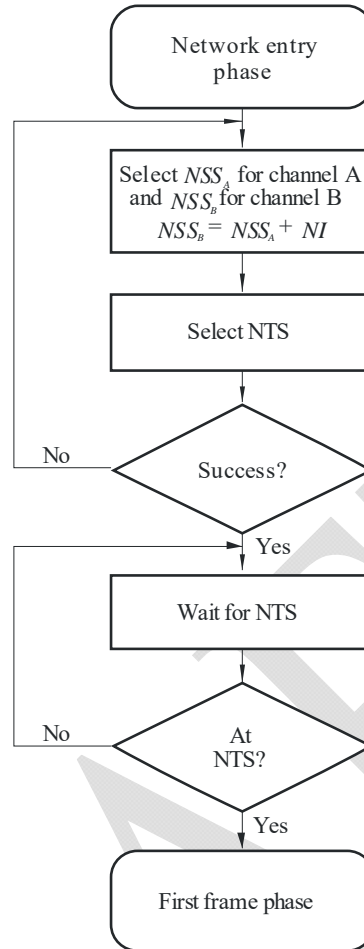 Network entry
phase
Select NSS_A for channel A
and NSS_B for channel B
NSS_B = NSS_A + NI
Select NTS
Success?
No
Yes
Wait for NTS
At
NTS?
No
Yes
First frame phase